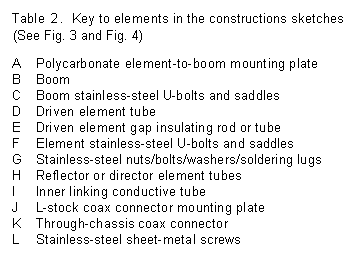 Table 2. Key to elements in the constructions sketches
(See Fig. 3 and Fig. 4)
A Polycarbonate element-to-boom mounting plate
B Boom
C Boom stainless-steel U-bolts and saddles
D Driven element tube
E Driven element gap insulating rod or tube
F Element stainless-steel U-bolts and saddles
G Stainless-steel nuts/bolts/washers/soldering lugs
H Reflector or director element tubes
I Inner linking conductive tube
J L-stock coax connector mounting plate
K Through-chassis coax connector
L Stainless-steel sheet-metal screws